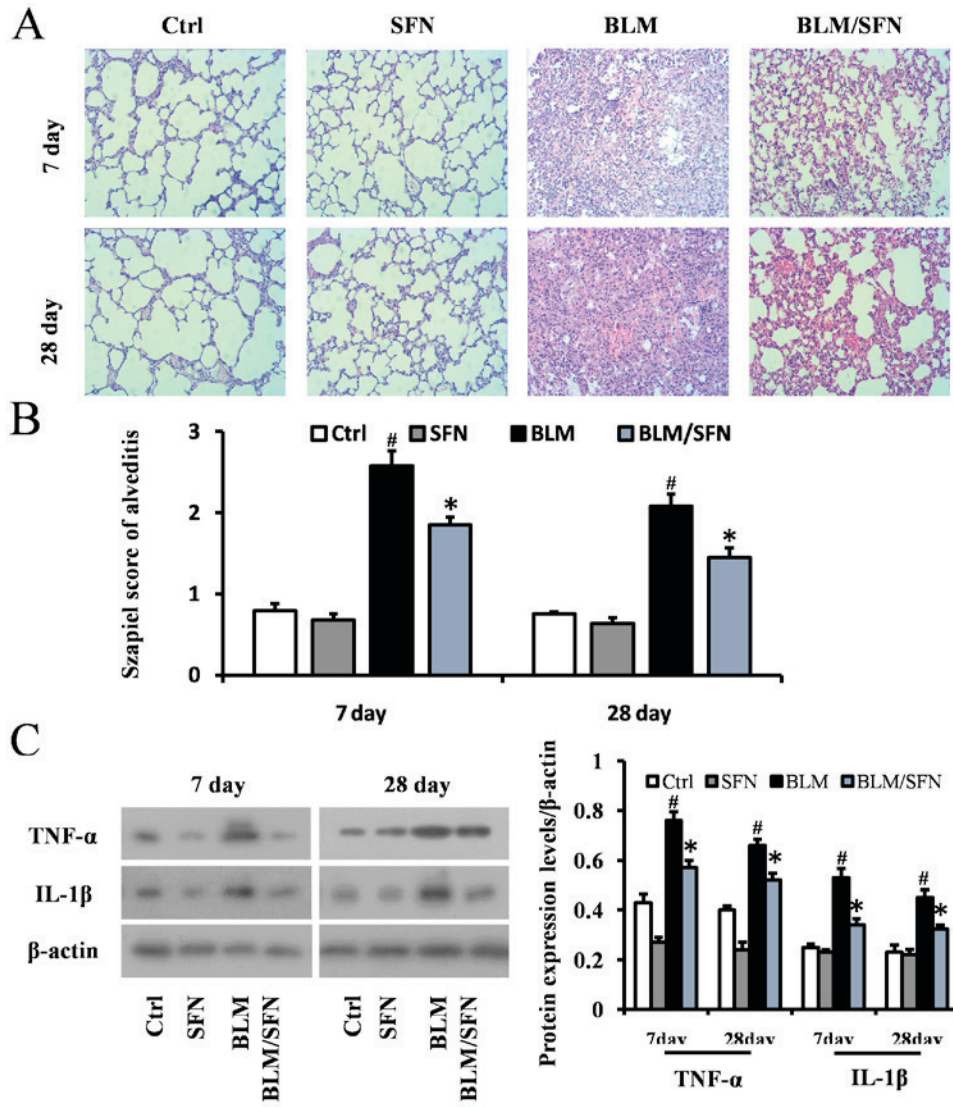 A
Ctrl SFN BLM BLM/SFN
7 day
28 day
B
Szapiel score of alveditis
3
2
1
0
Ctrl SFN BLM BLM/SFN
# * # *
7 day 28 day
C
7 day 28 day
TNF-α
IL-1β
β-actin
Ctrl SFN BLM BLM/SFN Ctrl SFN BLM BLM/SFN
Protein expression levels/β-actin
1
0.8
0.6
0.4
0.2
0
Ctrl SFN BLM BLM/SFN
# * # * # * # *
7day 28day 7day 28day
TNF-α IL-1β